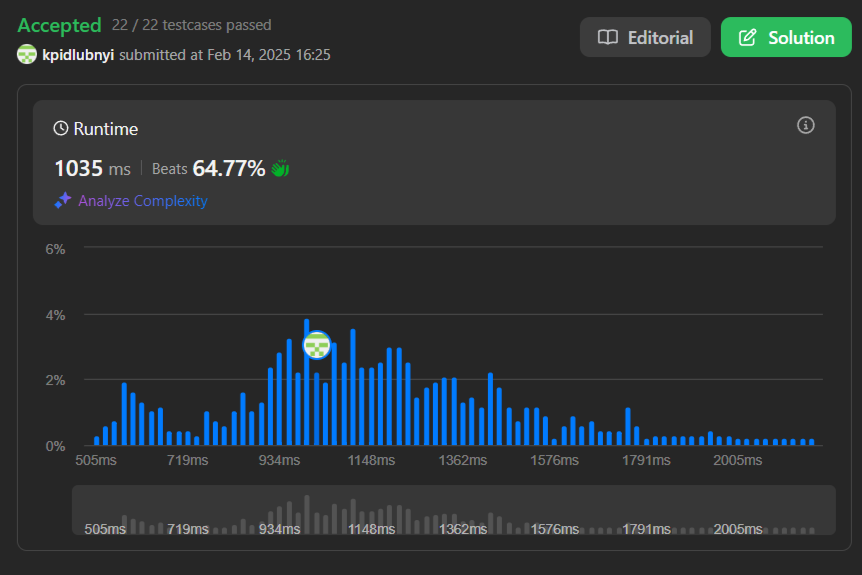 Accepted 22 / 22 testcases passed
kpidlubnyi submitted at Feb 14, 2025 16:25
Editorial
Solution
Runtime
1035 ms Beats 64.77%
Analyze Complexity
6%
4%
2%
0%
505ms 719ms 934ms 1148ms 1362ms 1576ms 1791ms 2005ms
505ms 719ms 934ms 1148ms 1362ms 1576ms 1791ms 2005ms